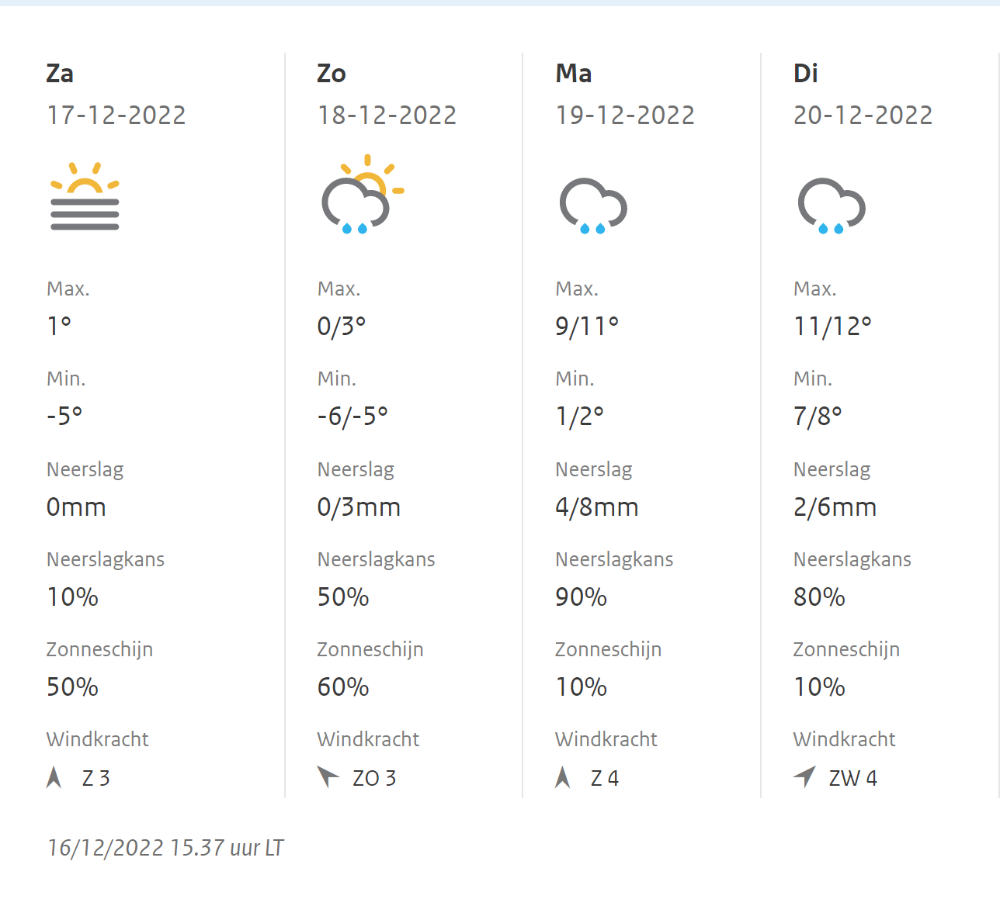 Za
17-12-2022
Max.
1°
Min.
-5°
Neerslag
0mm
Neerslagkans
10%
Zonneschijn
50%
Windkracht
Z 3
Zo
18-12-2022
Max.
0/3°
Min.
-6/-5°
Neerslag
0/3mm
Neerslagkans
50%
Zonneschijn
60%
Windkracht
ZO 3
Ma
19-12-2022
Max.
9/11°
Min.
1/2°
Neerslag
4/8mm
Neerslagkans
90%
Zonneschijn
10%
Windkracht
Z 4
Di
20-12-2022
Max.
11/12°
Min.
7/8°
Neerslag
2/6mm
Neerslagkans
80%
Zonneschijn
10%
Windkracht
ZW 4
16/12/2022 15.37 uur LT